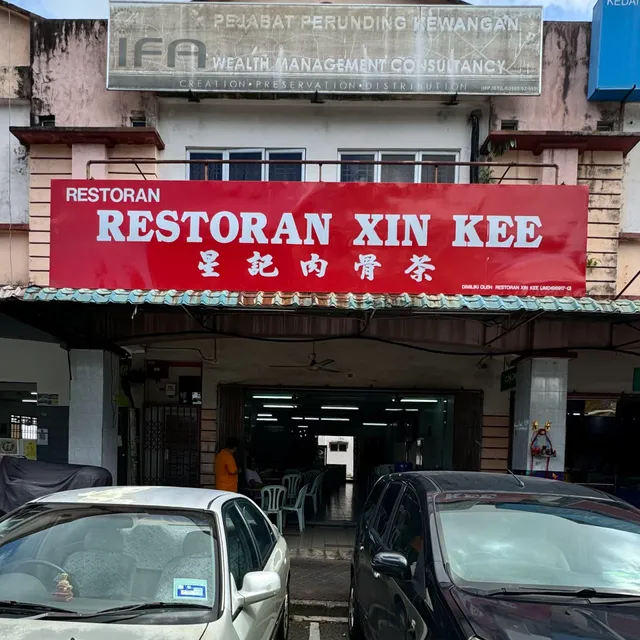 PEJABAT PERUNDING KEWANGAN
IFA WEALTH MANAGEMENT CONSULTANCY
CREATION • PRESERVATION • DISTRIBUTION
KEDAI
RESTORAN
RESTORAN XIN KEE
星記肉骨茶